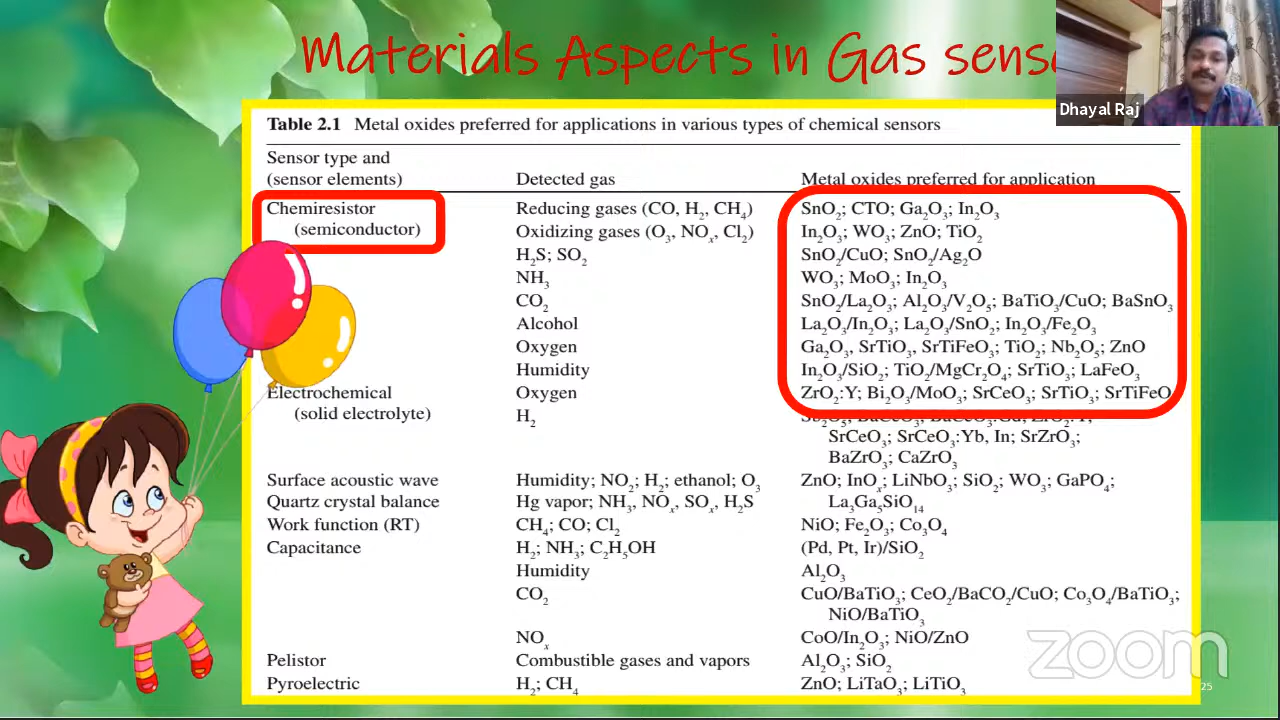 Materials Aspects in Gas
Dhayal Raj
Table 2.1 Metal oxides preferred for applications in various types of chemical sensors
Sensor type and
(sensor elements) Detected gas Metal oxides preferred for application
Chemiresistor Reducing gases (CO, H₂, CH₄) SnO₂; CTO; Ga₂O₃; In₂O₃
(semiconductor) Oxidizing gases (O₃, NOₓ, Cl₂) In₂O₃; WO₃; ZnO; TiO₂
H₂S; SO₂ SnO₂/CuO; SnO₂/Ag₂O
NH₃ WO₃; MoO₃; In₂O₃
CO₂ SnO₂/La₂O₃; Al₂O₃/V₂O₅; BaTiO₃/CuO; BaSnO₃
Alcohol La₂O₃/In₂O₃; La₂O₃/SnO₂; In₂O₃/Fe₂O₃
Oxygen Ga₂O₃, SrTiO₃, SrTiFeO₃; TiO₂; Nb₂O₅; ZnO
Humidity In₂O₃/SiO₂; TiO₂/MgCr₂O₄; SrTiO₃; LaFeO₃
Electrochemical Oxygen ZrO₂:Y; Bi₂O₃/MoO₃; SrCeO₃; SrTiO₃; SrTiFeO
(solid electrolyte) H₂
SrCeO₃; SrCeO₃:Yb, In; SrZrO₃;
BaZrO₃; CaZrO₃
Surface acoustic wave Humidity; NO₂; H₂; ethanol; O₃ ZnO; InOₓ; LiNbO₃; SiO₂; WO₃; GaPO₄;
Quartz crystal balance Hg vapor; NH₃, NOₓ, SOₓ, H₂S La₃Ga₅SiO₁₄
Work function (RT) CH₄; CO; Cl₂ NiO; Fe₂O₃; Co₃O₄
Capacitance H₂; NH₃; C₂H₅OH (Pd, Pt, Ir)/SiO₂
Humidity Al₂O₃
CO₂ CuO/BaTiO₃; CeO₂/BaCO₂/CuO; Co₃O₄/BaTiO₃;
NiO/BaTiO₃
NOₓ CoO/In₂O₃; NiO/ZnO
Pelistor Combustible gases and vapors Al₂O₃; SiO₂
Pyroelectric H₂; CH₄ ZnO; LiTaO₃; LiTiO₃
zoom
25